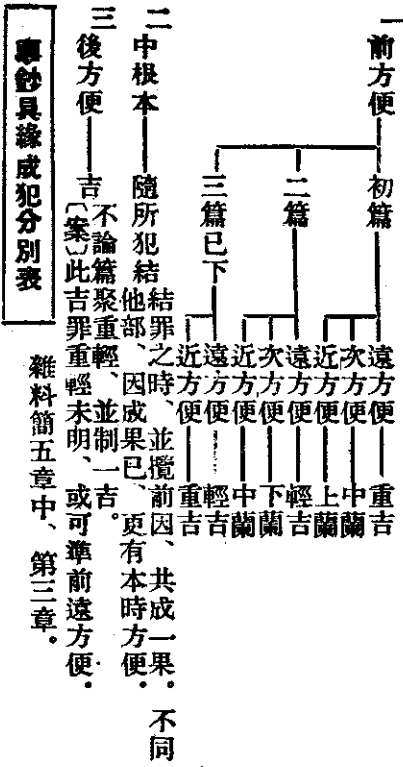 一 前方便
初篇
遠方便 重吉
次方便 中蘭
近方便 上蘭
二篇
遠方便 輕吉
次方便 下蘭
近方便 中蘭
三篇已下
遠方便 輕吉
近方便 重吉
二 中根本 隨所犯結
結罪之時、並攬前因、共成一果。不同
他部、因成果已、更有本時方便。
三 後方便 吉
不論篇聚重輕、並制一吉。
〔案〕此吉罪重輕未明、或可準前遠方便。
事鈔具緣成犯分別表
雜料簡五章中、第三章。